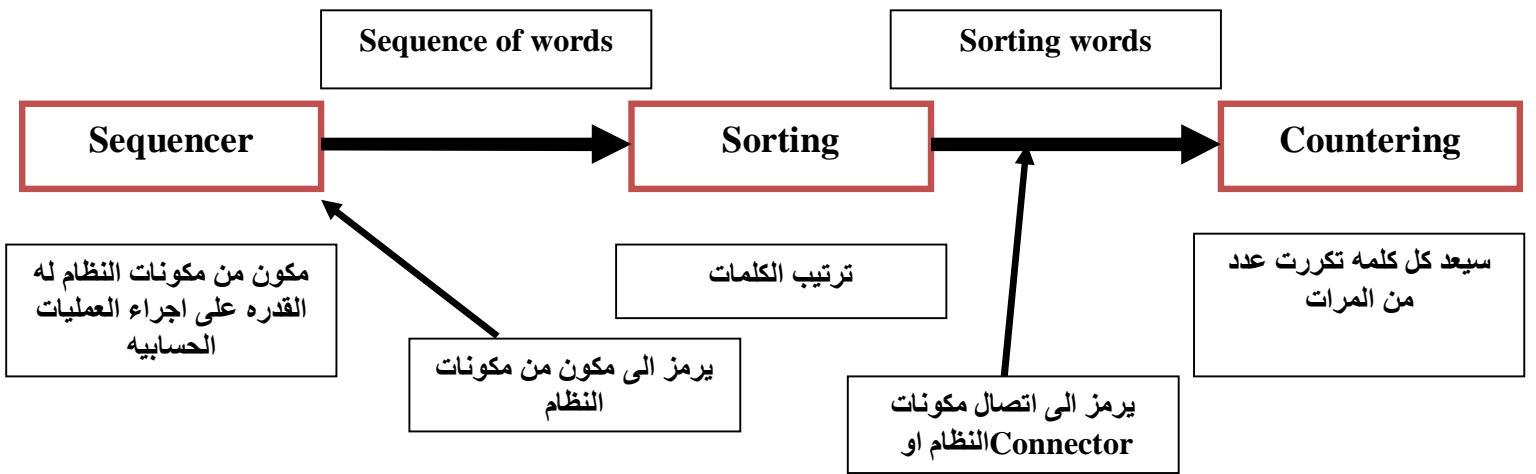 Sequence of words
Sorting words
Sequencer
Sorting
Countering
مكون من مكونات النظام له
القدره على اجراء العمليات
الحسابيه
ترتيب الكلمات
سيعد كل كلمه تكررت عدد
من المرات
يرمز الى مكون من مكونات
النظام
يرمز الى اتصال مكونات
النظام او Connector